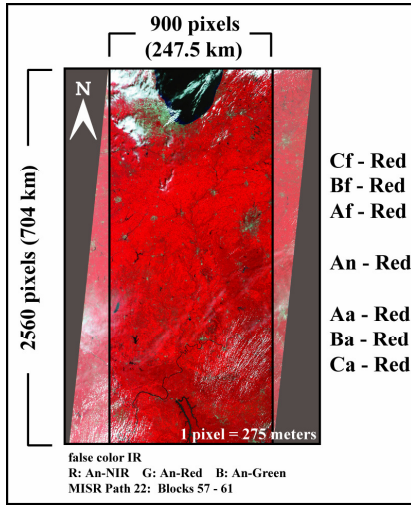 900 pixels
(247.5 km)
N
2560 pixels (704 km)
Cf - Red
Bf - Red
Af - Red
An - Red
Aa - Red
Ba - Red
Ca - Red
1 pixel = 275 meters
false color IR
R: An-NIR G: An-Red B: An-Green
MISR Path 22: Blocks 57 - 61